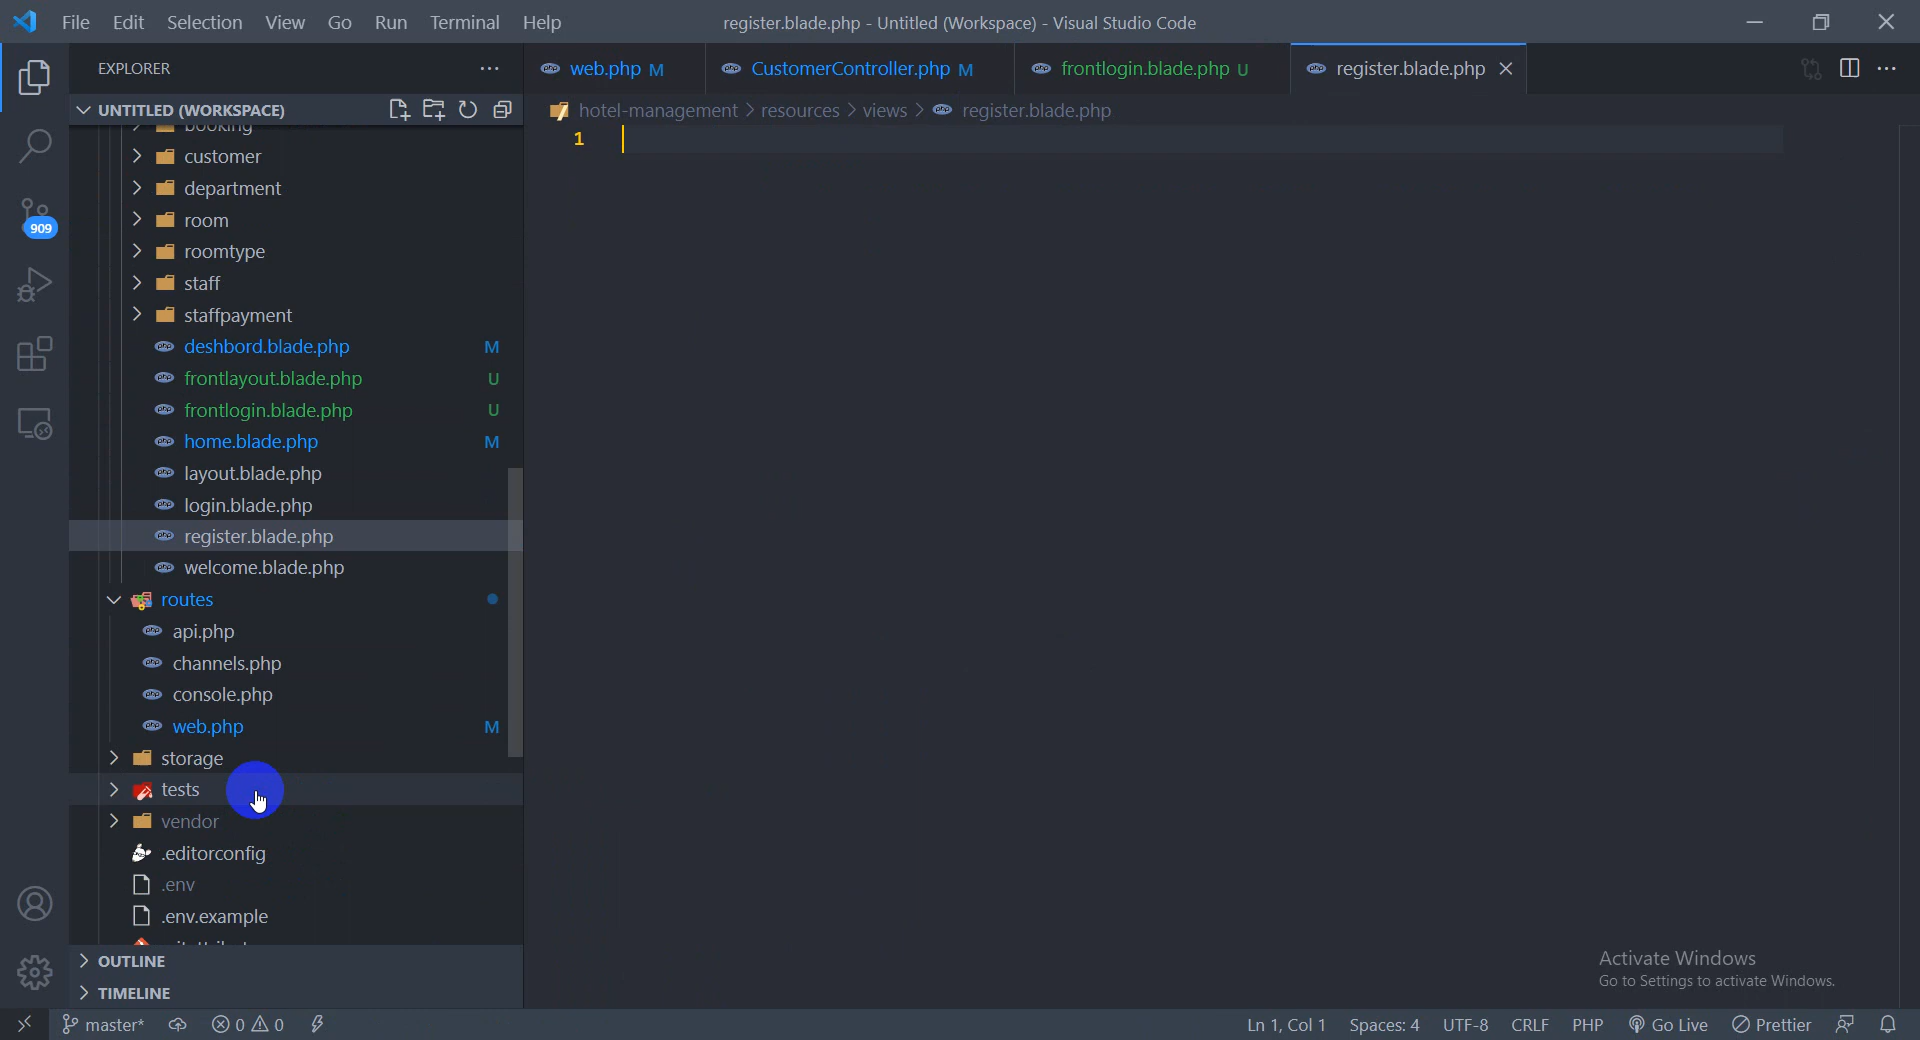 File Edit Selection View Go Run Terminal Help
register.blade.php - Untitled (Workspace) - Visual Studio Code
EXPLORER
web.php M
CustomerController.php M
frontlogin.blade.php U
register.blade.php
UNTITLED (WORKSPACE)
hotel-management > resources > views > register.blade.php
1
booking
customer
department
room
roomtype
staff
staffpayment
deshbord.blade.php M
frontlayout.blade.php U
frontlogin.blade.php U
home.blade.php M
layout.blade.php
login.blade.php
register.blade.php
welcome.blade.php
routes
api.php
channels.php
console.php
web.php M
storage
tests
vendor
.editorconfig
.env
.env.example
OUTLINE
TIMELINE
909
Activate Windows
Go to Settings to activate Windows.
master* 0 0
Ln 1, Col 1 Spaces: 4 UTF-8 CRLF PHP Go Live Prettier